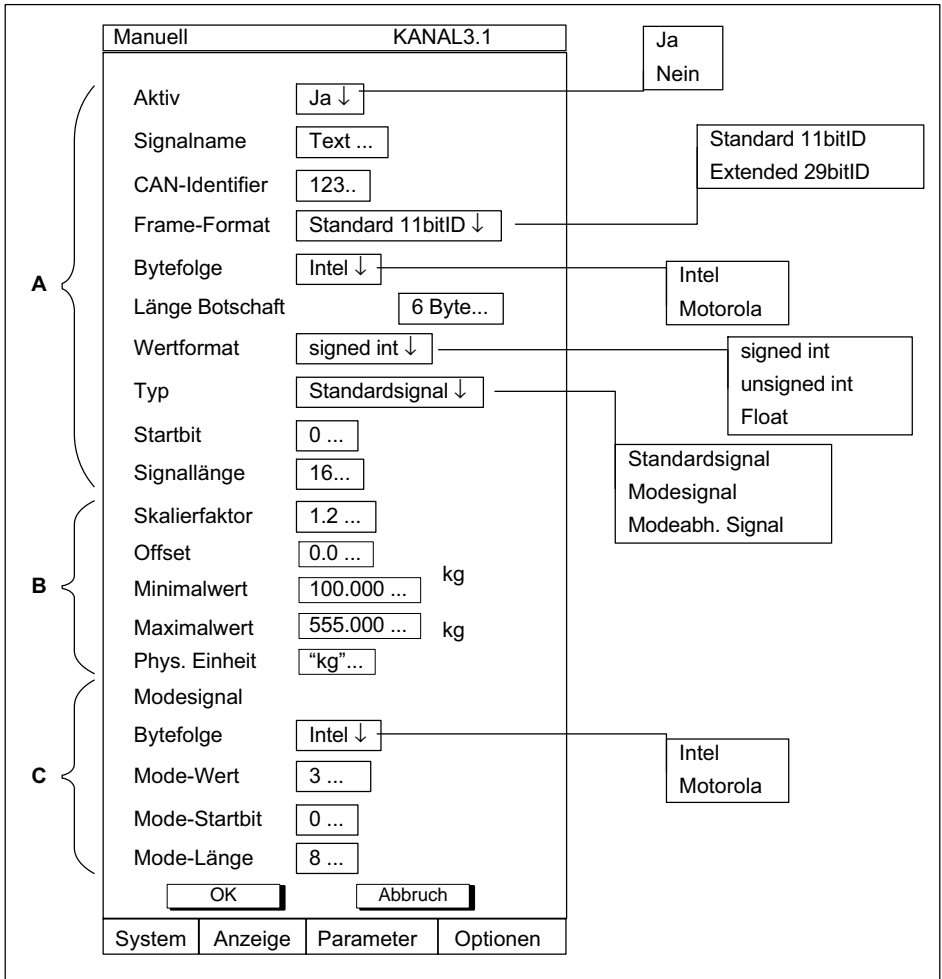 Manuell KANAL3.1
Ja
Nein
Aktiv Ja ↓
Signalname Text ...
Standard 11bitID
Extended 29bitID
CAN-Identifier 123..
Frame-Format Standard 11bitID ↓
Bytefolge Intel ↓
Intel
Motorola
A
Länge Botschaft 6 Byte...
Wertformat signed int ↓
signed int
unsigned int
Float
Typ Standardsignal ↓
Startbit 0 ...
Standardsignal
Modesignal
Modeabh. Signal
Signallänge 16...
Skalierfaktor 1.2 ...
Offset 0.0 ...
B
Minimalwert 100.000 ... kg
Maximalwert 555.000 ... kg
Phys. Einheit “kg”...
Modesignal
Bytefolge Intel ↓
Intel
Motorola
C
Mode-Wert 3 ...
Mode-Startbit 0 ...
Mode-Länge 8 ...
OK Abbruch
System Anzeige Parameter Optionen